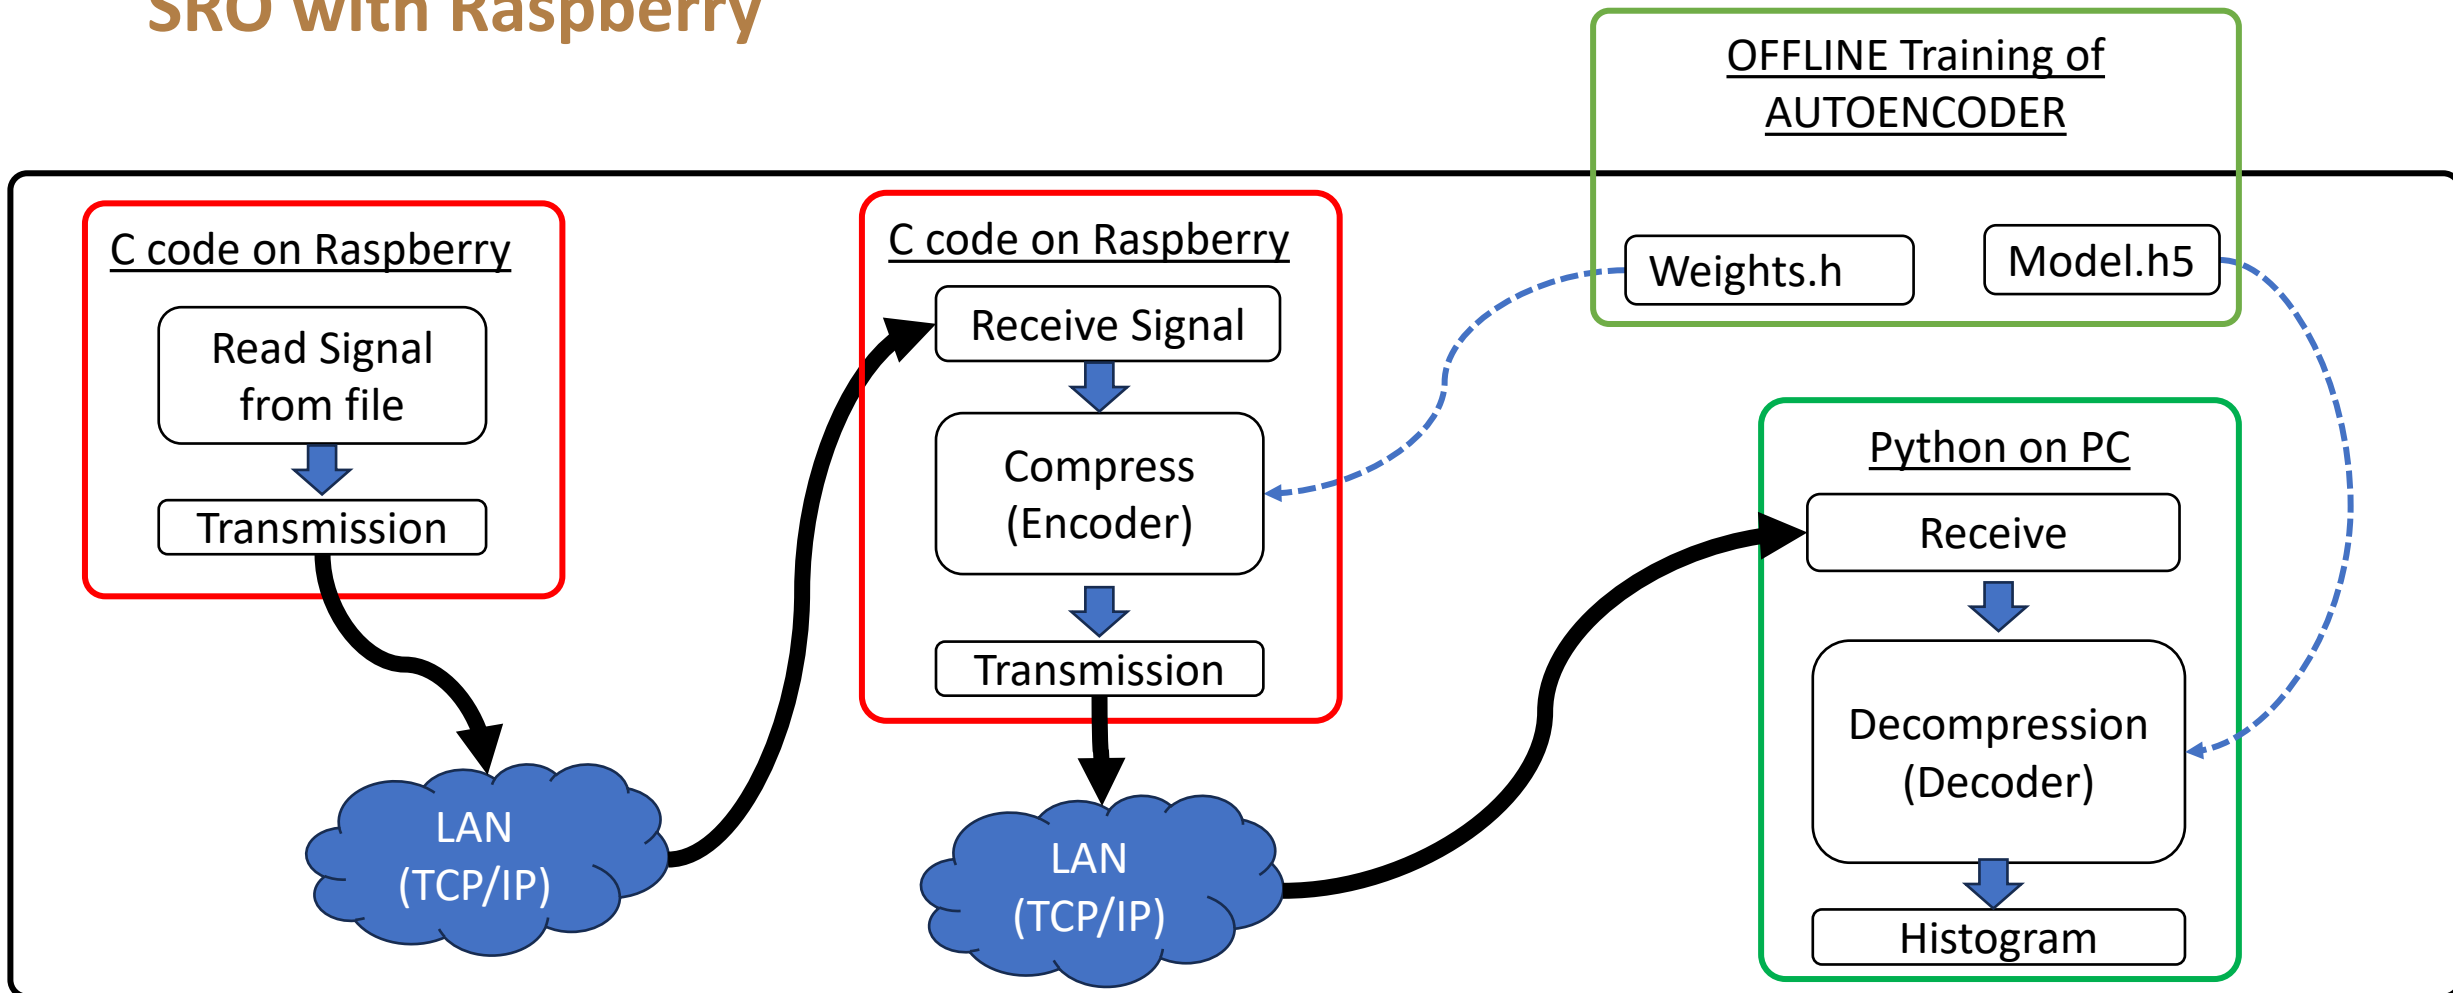 SRO with Raspberry
OFFLINE Training of
AUTOENCODER
Weights.h
Model.h5
C code on Raspberry
Read Signal
from file
Transmission
LAN
(TCP/IP)
C code on Raspberry
Receive Signal
Compress
(Encoder)
Transmission
LAN
(TCP/IP)
Python on PC
Receive
Decompression
(Decoder)
Histogram